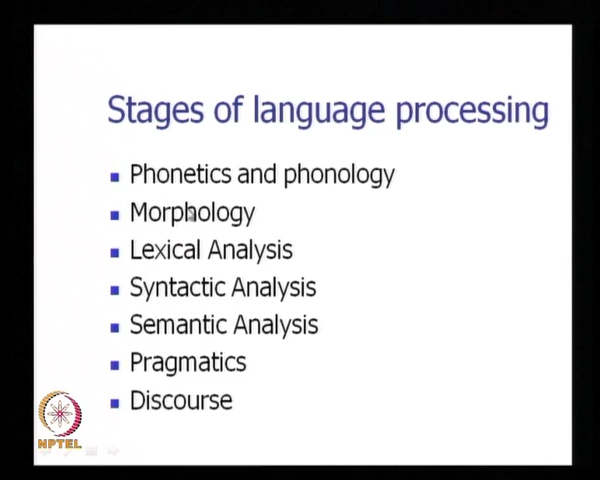 Stages of language processing
Phonetics and phonology
Morphology
Lexical Analysis
Syntactic Analysis
Semantic Analysis
Pragmatics
Discourse
NPTEL